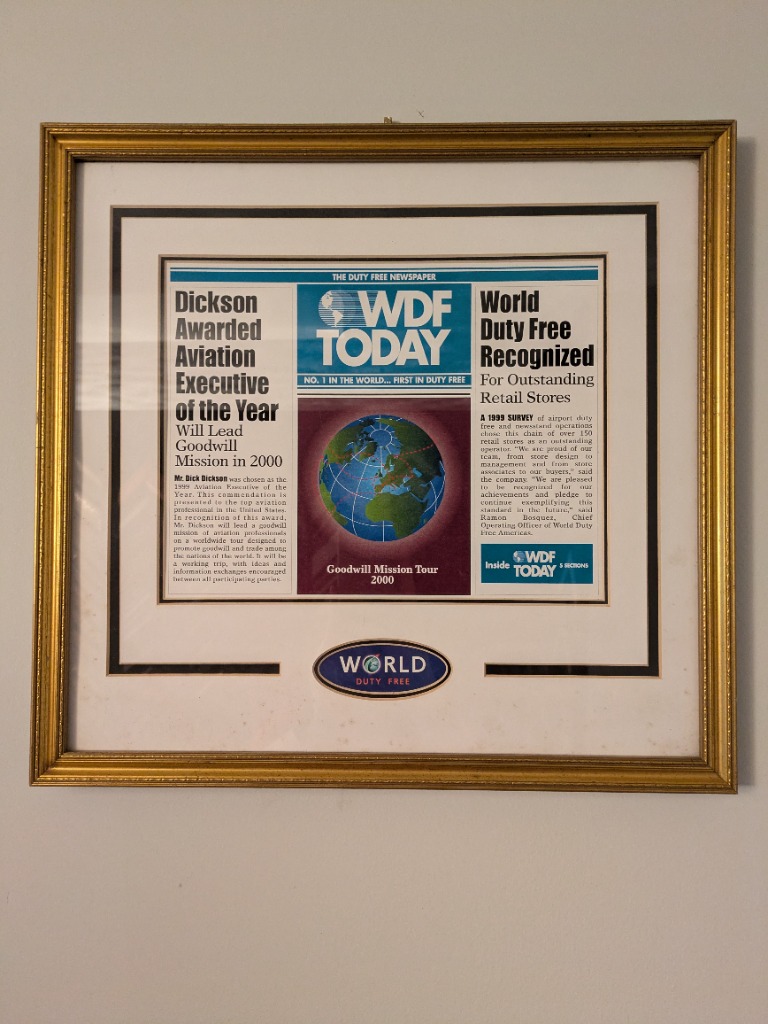 THE DUTY FREE NEWSPAPER
Dickson
Awarded
Aviation
Executive
of the Year
Will Lead
Goodwill
Mission in 2000
Mr. Dick Dickson was chosen as the
1999 Aviation Executive of the
Year. This commendation is
presented to the top aviation
professional in the United States.
In recognition of this award,
Mr. Dickson will lead a goodwill
mission of aviation professionals
on a worldwide tour designed to
promote goodwill and trade among
the nations of the world. It will be
a working trip, with ideas and
information exchanges encouraged
between all participating parties.
WDF
TODAY
NO. 1 IN THE WORLD... FIRST IN DUTY FREE
Goodwill Mission Tour
2000
World
Duty Free
Recognized
For Outstanding
Retail Stores
A 1999 SURVEY of airport duty
free and newsstand operations
chose this chain of over 150
retail stores as an outstanding
operator. "We are proud of our
team, from store design to
management and from store
associates to our buyers," said
the company. "We are pleased
to be recognized for our
achievements and pledge to
continue exemplifying this
standard in the future," said
Ramon Bosquez, Chief
Operating Officer of World Duty
Free Americas.
Inside WDF TODAY 5 SECTIONS
WORLD
DUTY FREE